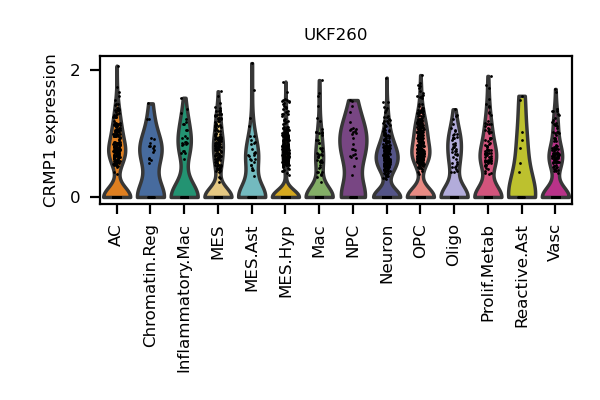 UKF260
CRMP1 expression
2
0
AC
Chromatin.Reg
Inflammatory.Mac
MES
MES.Ast
MES.Hyp
Mac
NPC
Neuron
OPC
Oligo
Prolif.Metab
Reactive.Ast
Vasc